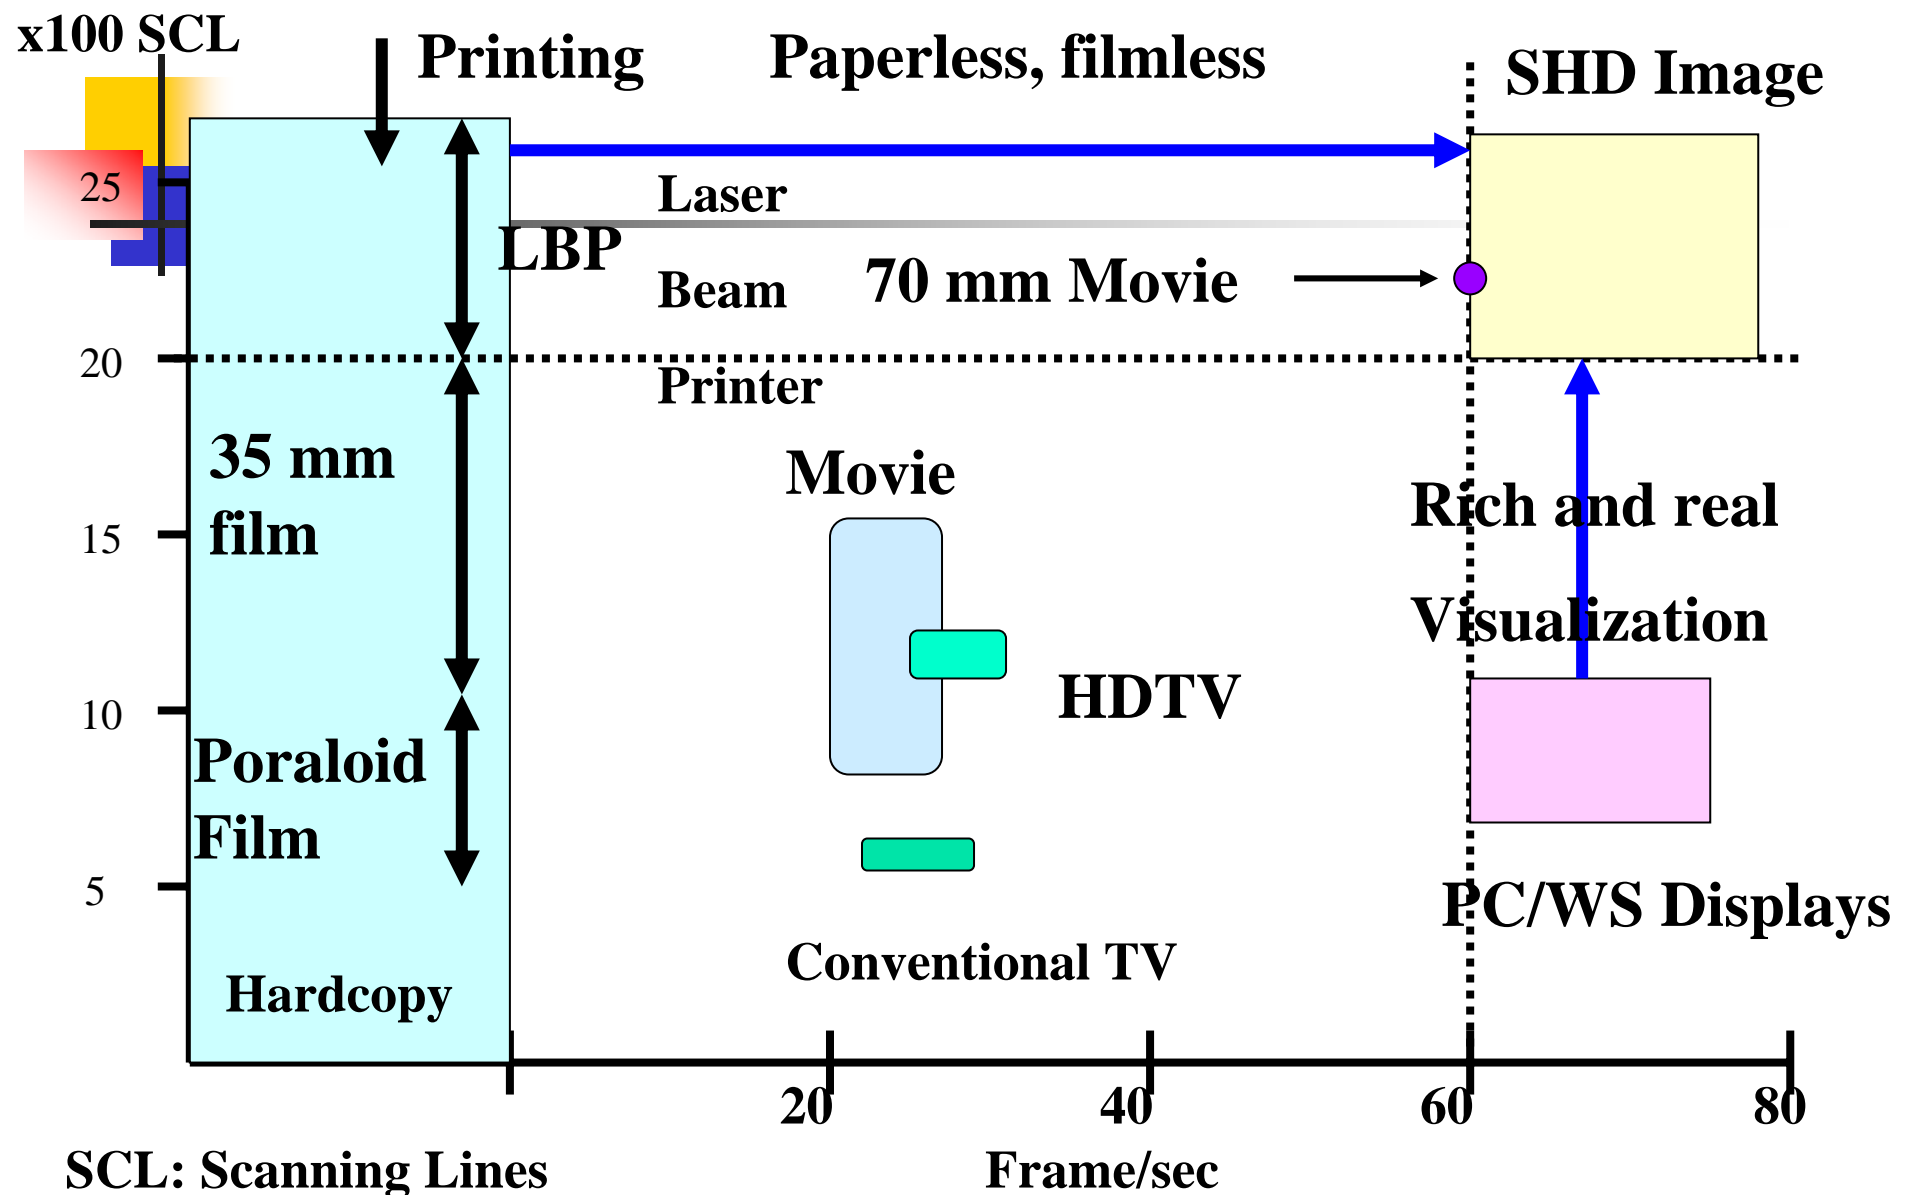 x100 SCL
Printing
Paperless, filmless
SHD Image
25
Laser
LBP
Beam
70 mm Movie
20
Printer
35 mm
film
Movie
15
Rich and real
Visualization
HDTV
10
Poraloid
Film
5
PC/WS Displays
Conventional TV
Hardcopy
20
40
60
80
SCL: Scanning Lines
Frame/sec